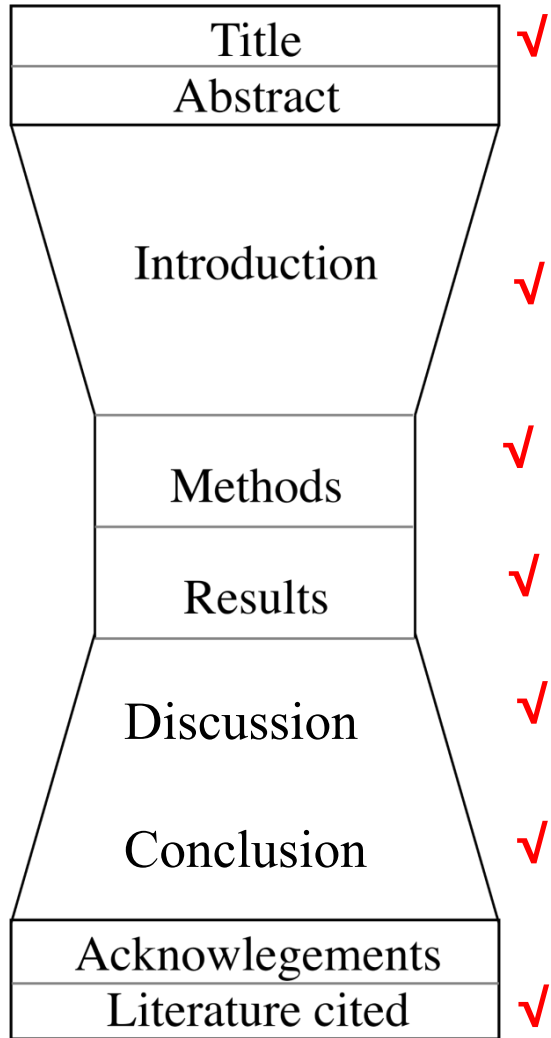 Title √
Abstract
Introduction √
Methods √
Results √
Discussion √
Conclusion √
Acknowlegements
Literature cited √